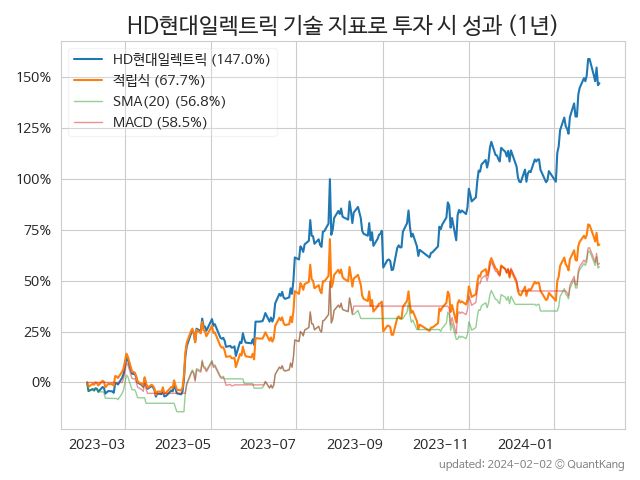 HD현대일렉트릭 기술 지표로 투자 시 성과 (1년)
HD현대일렉트릭 (147.0%)
적립식 (67.7%)
SMA(20) (56.8%)
MACD (58.5%)
150%
125%
100%
75%
50%
25%
0%
2023-03 2023-05 2023-07 2023-09 2023-11 2024-01
updated: 2024-02-02 © QuantKang